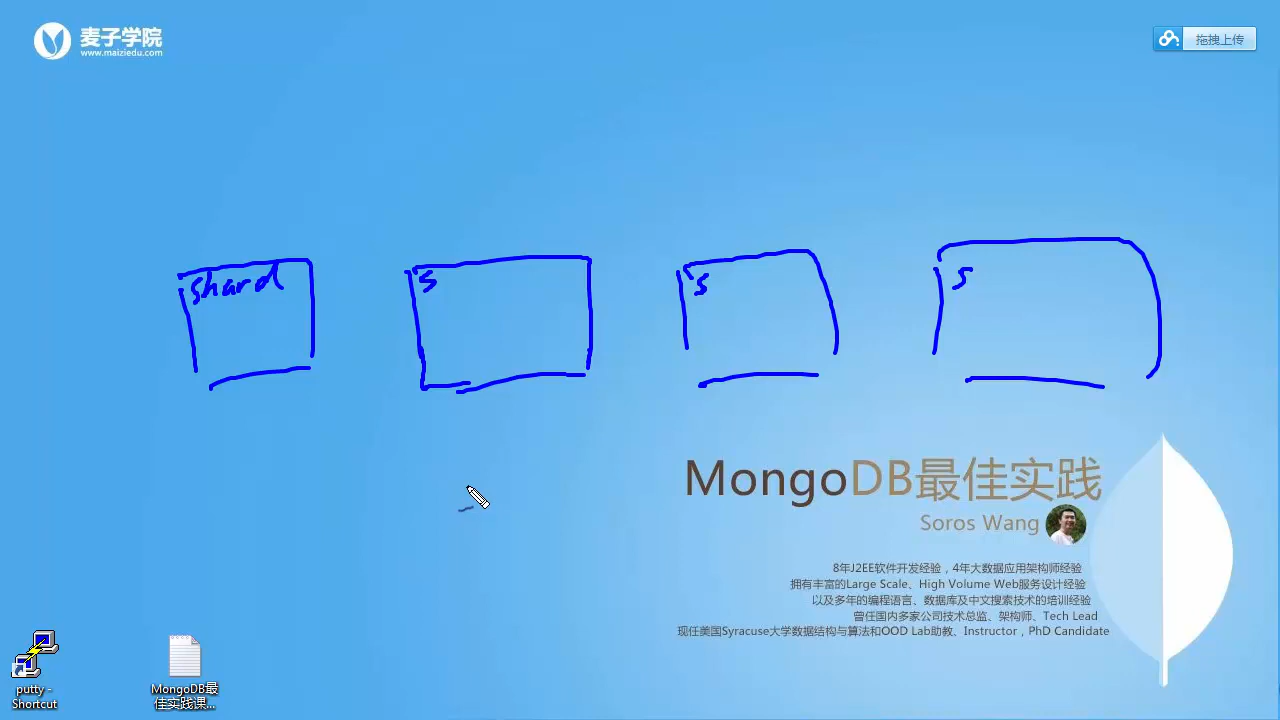 麦子学院
www.maiziedu.com
拖拽上传
shard
s
s
s
MongoDB最佳实践
Soros Wang
8年J2EE软件开发经验，4年大数据应用架构师经验
拥有丰富的Large Scale、High Volume Web服务设计经验
以及多年的编程语言、数据库及中文搜索技术的培训经验
曾任国内多家公司技术总监、架构师、Tech Lead
现任美国Syracuse大学数据结构与算法和OOD Lab助教、Instructor，PhD Candidate
putty -
Shortcut
MongoDB最
佳实践课...